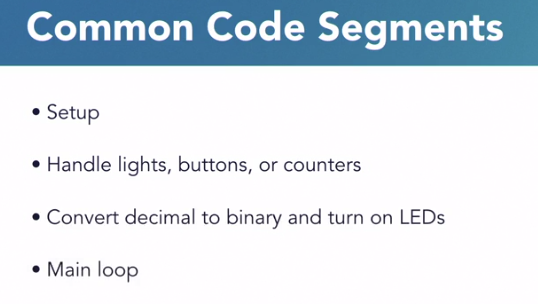 Common Code Segments
• Setup
• Handle lights, buttons, or counters
• Convert decimal to binary and turn on LEDs
• Main loop